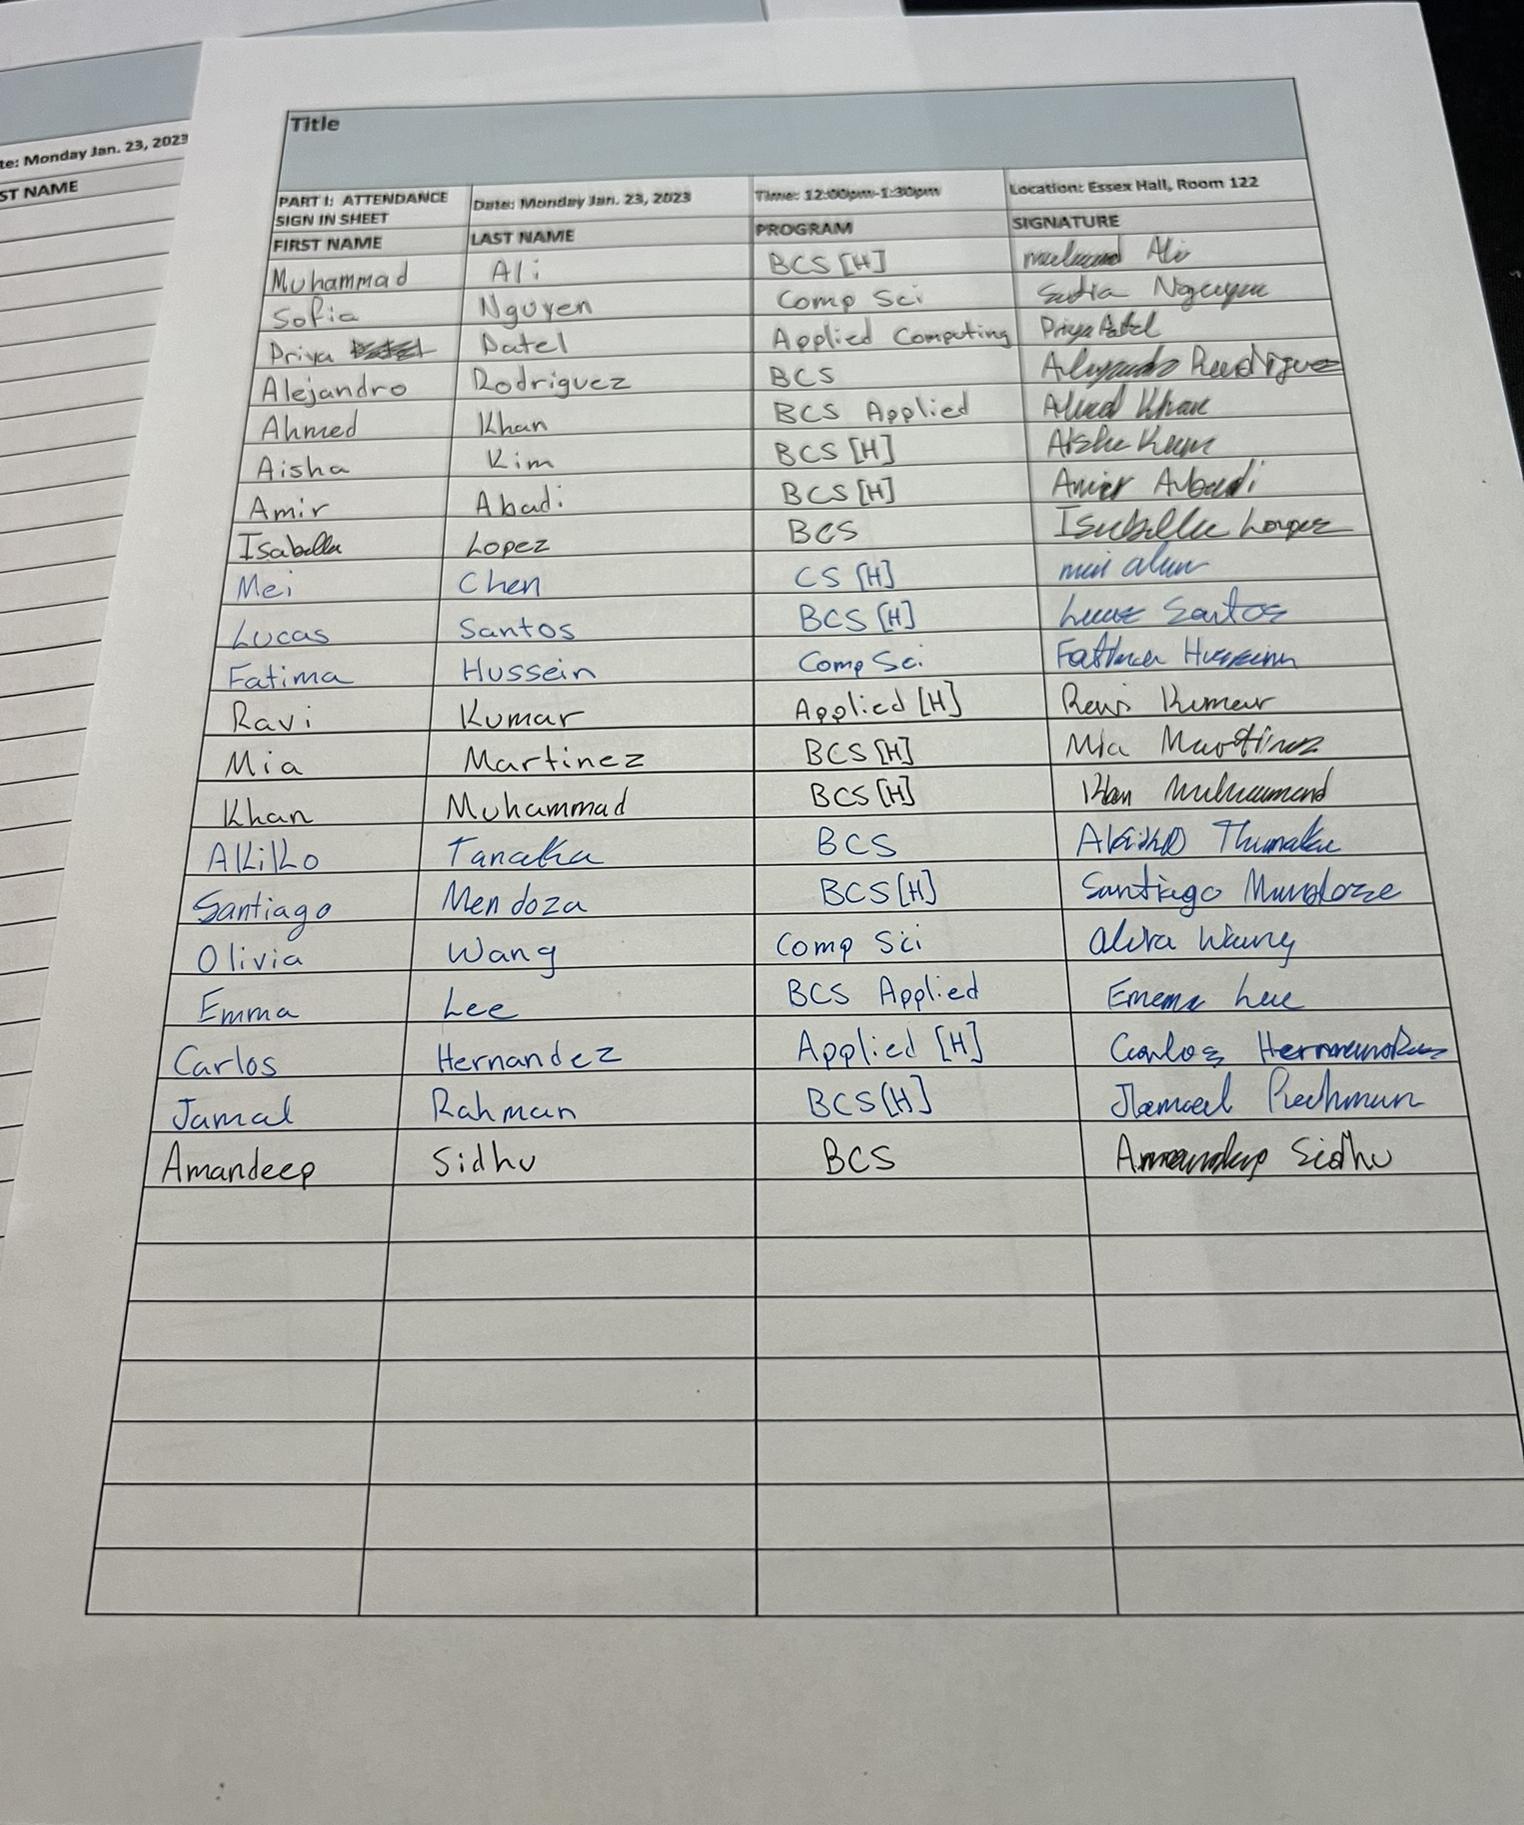 te: Monday Jan. 23, 2023
ST NAME
Title
PART I: ATTENDANCE SIGN IN SHEET Date: Monday Jan. 23, 2023 Time: 12:00pm-1:30pm Location: Essex Hall, Room 122
FIRST NAME LAST NAME PROGRAM SIGNATURE
Muhammad Ali BCS [H] Ali
Sofia Nguyen Comp Sci Nguyen
Priya Patel Applied Computing Priya Patel
Alejandro Rodriguez BCS Alejandro Rodriguez
Ahmed Khan BCS Applied Ahmed Khan
Aisha Kim BCS [H] Aisha Kim
Amir Abadi BCS [H] Amir Abadi
Isabella Lopez BCS Isabella Lopez
Mei Chen CS [H] mei
Lucas Santos BCS [H] Lucas Santos
Fatima Hussein Comp Sci Fatima Hussein
Ravi Kumar Applied [H] Ravi Kumar
Mia Martinez BCS [H] Mia Martinez
Khan Muhammad BCS [H] Khan Muhammad
Akiko Tanaka BCS Akiko
Santiago Mendoza BCS [H] Santiago Mendoza
Olivia Wang Comp Sci Wang
Emma Lee BCS Applied Emema Lee
Carlos Hernandez Applied [H] Carlos Hernandez
Jamal Rahman BCS [H] Jamal Rahman
Amandeep Sidhu BCS Amandeep Sidhu